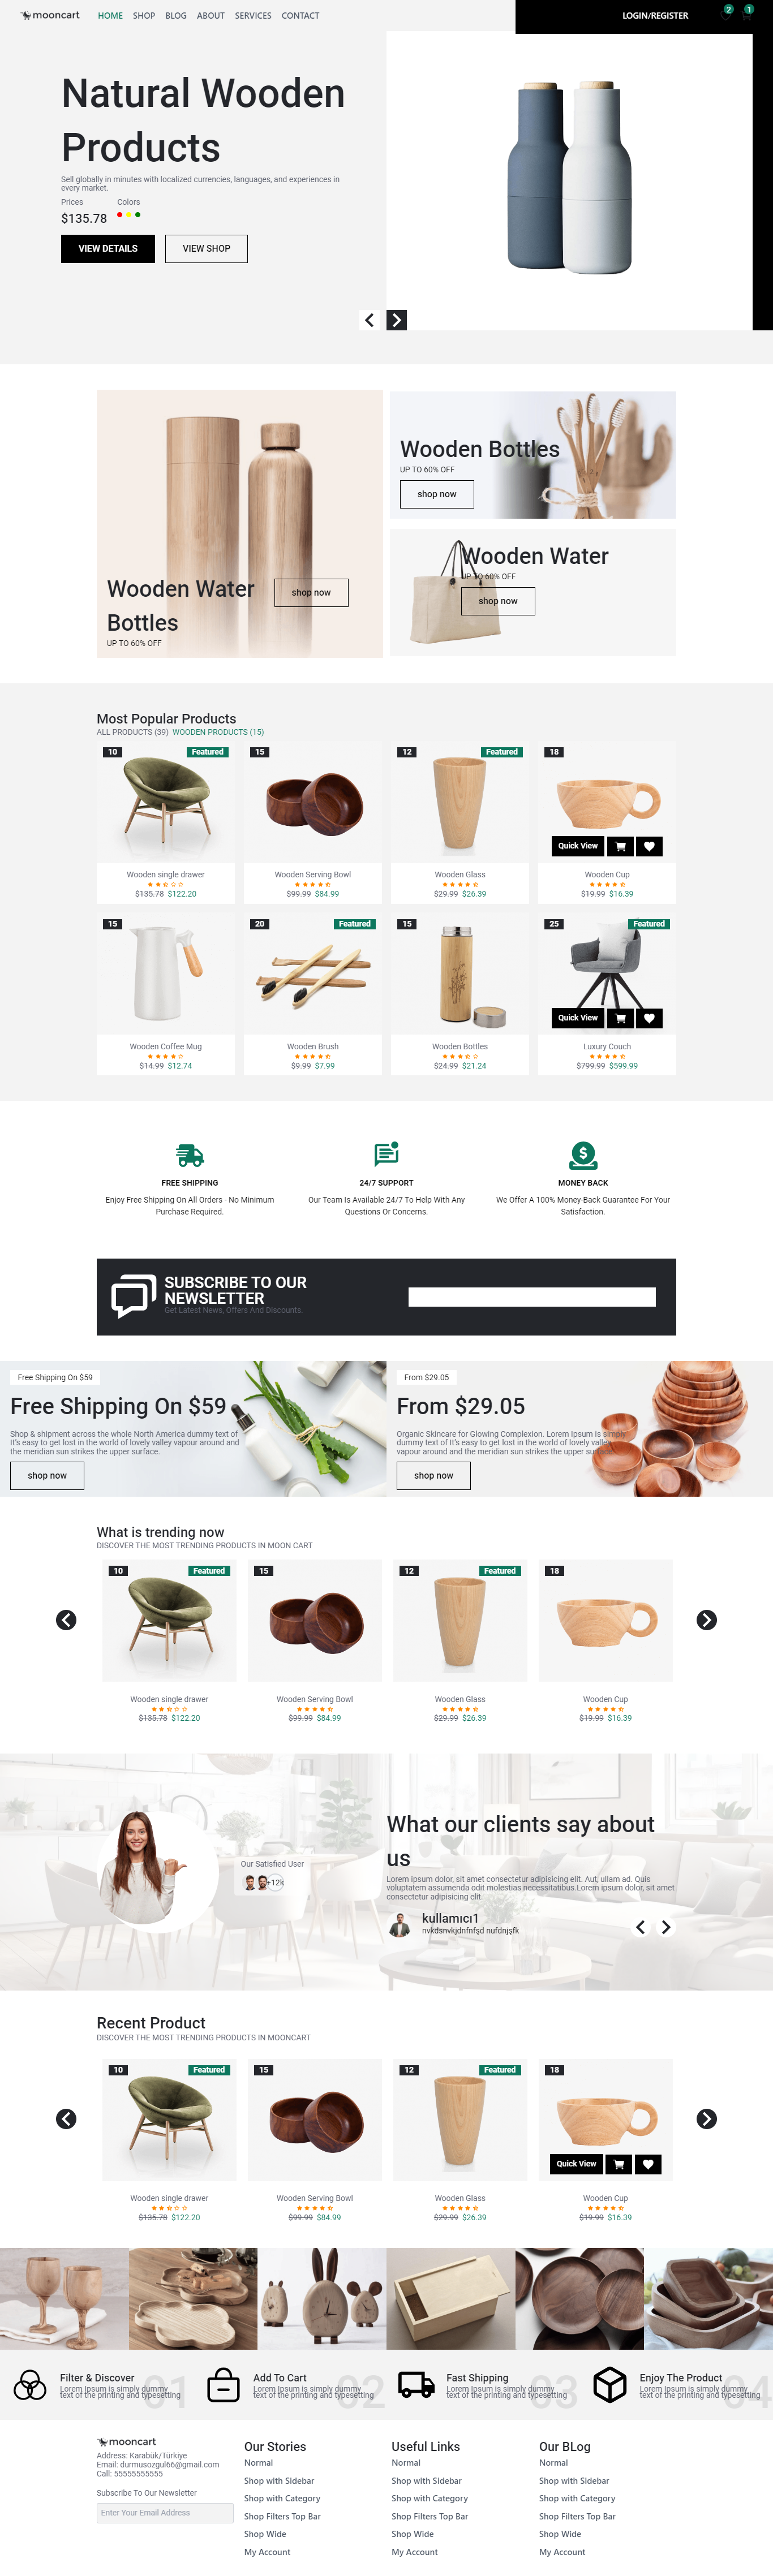 mooncart HOME SHOP BLOG ABOUT SERVICES CONTACT LOGIN/REGISTER 2 1
Natural Wooden
Products
Sell globally in minutes with localized currencies, languages, and experiences in
every market.
Prices Colors
$135.78
VIEW DETAILS VIEW SHOP
Wooden Bottles
UP TO 60% OFF
shop now
Wooden Water
UP TO 60% OFF
shop now
Wooden Water
Bottles
shop now
UP TO 60% OFF
Most Popular Products
ALL PRODUCTS (39) WOODEN PRODUCTS (15)
10 Featured 15 12 Featured 18
Quick View
Wooden single drawer Wooden Serving Bowl Wooden Glass Wooden Cup
$135.78 $122.20 $99.99 $84.99 $29.99 $26.39 $19.99 $16.39
15 20 Featured 15 25 Featured
Quick View
Wooden Coffee Mug Wooden Brush Wooden Bottles Luxury Couch
$14.99 $12.74 $9.99 $7.99 $24.99 $21.24 $799.99 $599.99
FREE SHIPPING 24/7 SUPPORT MONEY BACK
Enjoy Free Shipping On All Orders - No Minimum Our Team Is Available 24/7 To Help With Any We Offer A 100% Money-Back Guarantee For Your
Purchase Required. Questions Or Concerns. Satisfaction.
SUBSCRIBE TO OUR
NEWSLETTER
Get Latest News, Offers And Discounts.
Free Shipping On $59
Free Shipping On $59
Shop & shipment across the whole North America dummy text of
It's easy to get lost in the world of lovely valley vapour around and
the meridian sun strikes the upper surface.
shop now
From $29.05
From $29.05
Organic Skincare for Glowing Complexion. Lorem Ipsum is simply
dummy text of It's easy to get lost in the world of lovely valley
vapour around and the meridian sun strikes the upper surface.
shop now
What is trending now
DISCOVER THE MOST TRENDING PRODUCTS IN MOON CART
10 Featured 15 12 Featured 18
Wooden single drawer Wooden Serving Bowl Wooden Glass Wooden Cup
$135.78 $122.20 $99.99 $84.99 $29.99 $26.39 $19.99 $16.39
Our Satisfied User
+12k
What our clients say about
us
Lorem ipsum dolor, sit amet consectetur adipisicing elit. Aut, ullam ad. Quis
voluptatem assumenda odit molestias necessitatibus.Lorem ipsum dolor, sit amet
consectetur adipisicing elit.
kullamıcı1
nvkdsnvkjdnfnfşd nufdnjşfk
Recent Product
DISCOVER THE MOST TRENDING PRODUCTS IN MOONCART
10 Featured 15 12 Featured 18
Quick View
Wooden single drawer Wooden Serving Bowl Wooden Glass Wooden Cup
$135.78 $122.20 $99.99 $84.99 $29.99 $26.39 $19.99 $16.39
Filter & Discover 01
Lorem Ipsum is simply dummy
text of the printing and typesetting
Add To Cart 02
Lorem Ipsum is simply dummy
text of the printing and typesetting
Fast Shipping 03
Lorem Ipsum is simply dummy
text of the printing and typesetting
Enjoy The Product 04
Lorem Ipsum is simply dummy
text of the printing and typesetting
mooncart
Address: Karabük/Türkiye
Email: durmusozgul66@gmail.com
Call: 55555555555
Subscribe To Our Newsletter
Enter Your Email Address
Our Stories
Normal
Shop with Sidebar
Shop with Category
Shop Filters Top Bar
Shop Wide
My Account
Useful Links
Normal
Shop with Sidebar
Shop with Category
Shop Filters Top Bar
Shop Wide
My Account
Our BLog
Normal
Shop with Sidebar
Shop with Category
Shop Filters Top Bar
Shop Wide
My Account